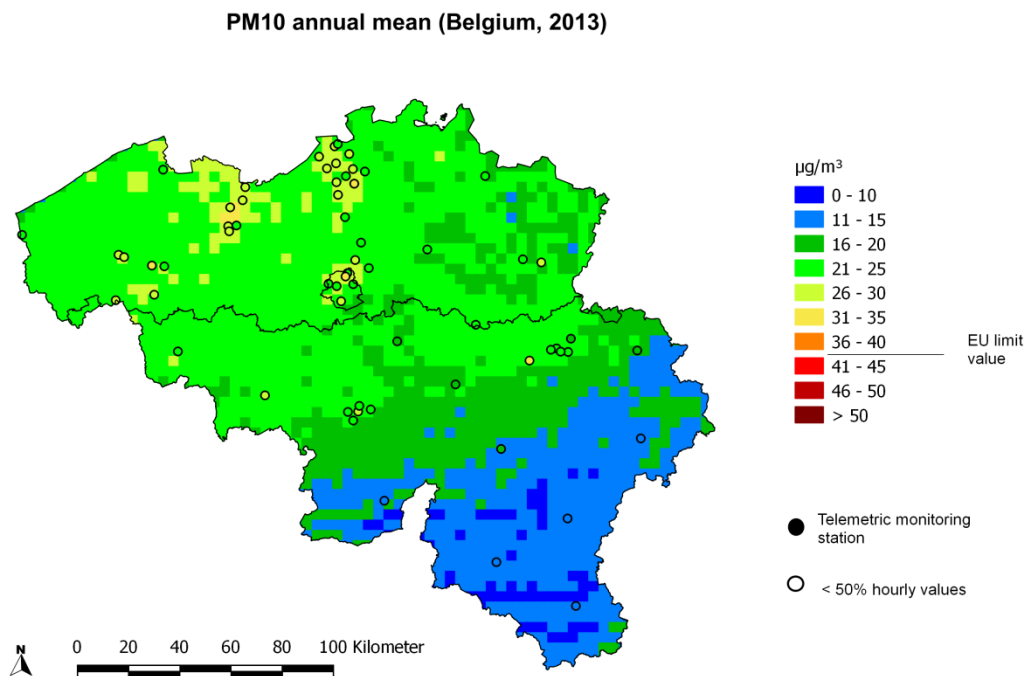 PM10 annual mean (Belgium, 2013)
µg/m³
0 - 10
11 - 15
16 - 20
21 - 25
26 - 30
31 - 35
36 - 40
EU limit
value
41 - 45
46 - 50
> 50
Telemetric monitoring
station
< 50% hourly values
N
0 20 40 60 80 100 Kilometer